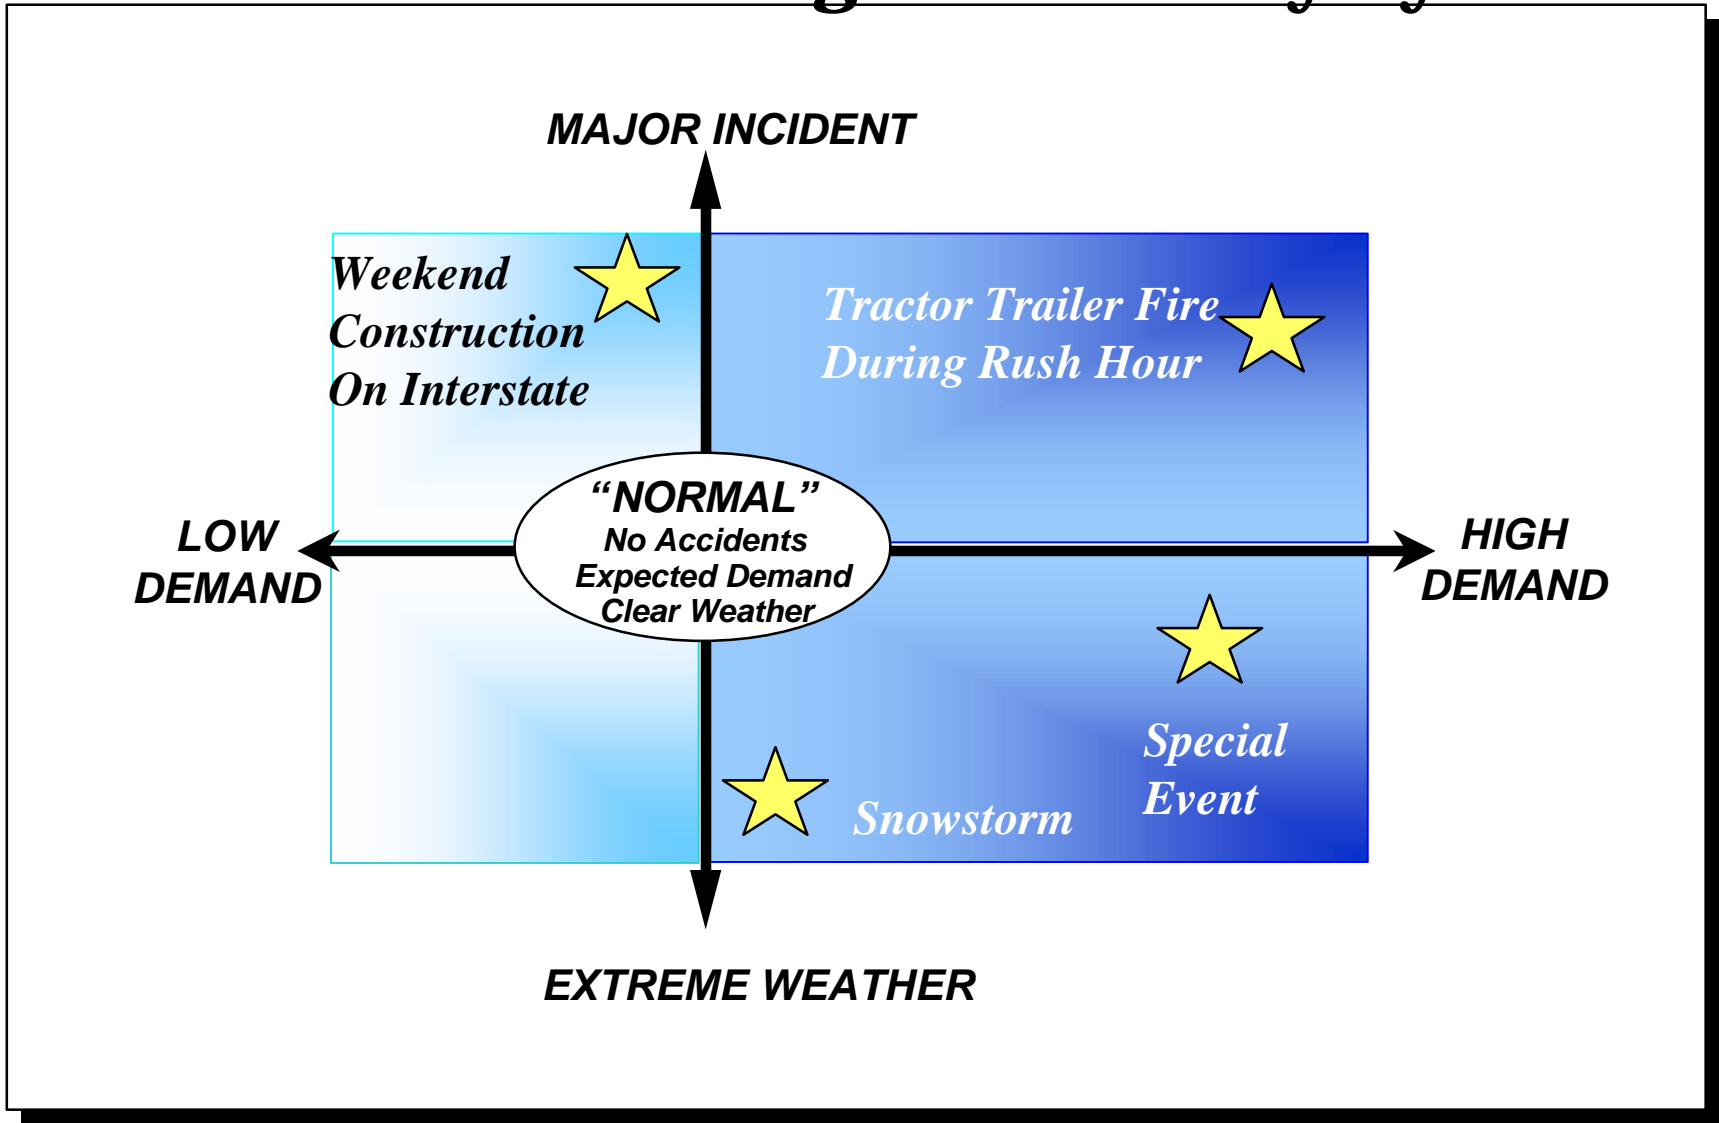 MAJOR INCIDENT
Weekend
Construction
On Interstate
Tractor Trailer Fire
During Rush Hour
“NORMAL”
No Accidents
Expected Demand
Clear Weather
LOW
DEMAND
HIGH
DEMAND
Special
Event
Snowstorm
EXTREME WEATHER